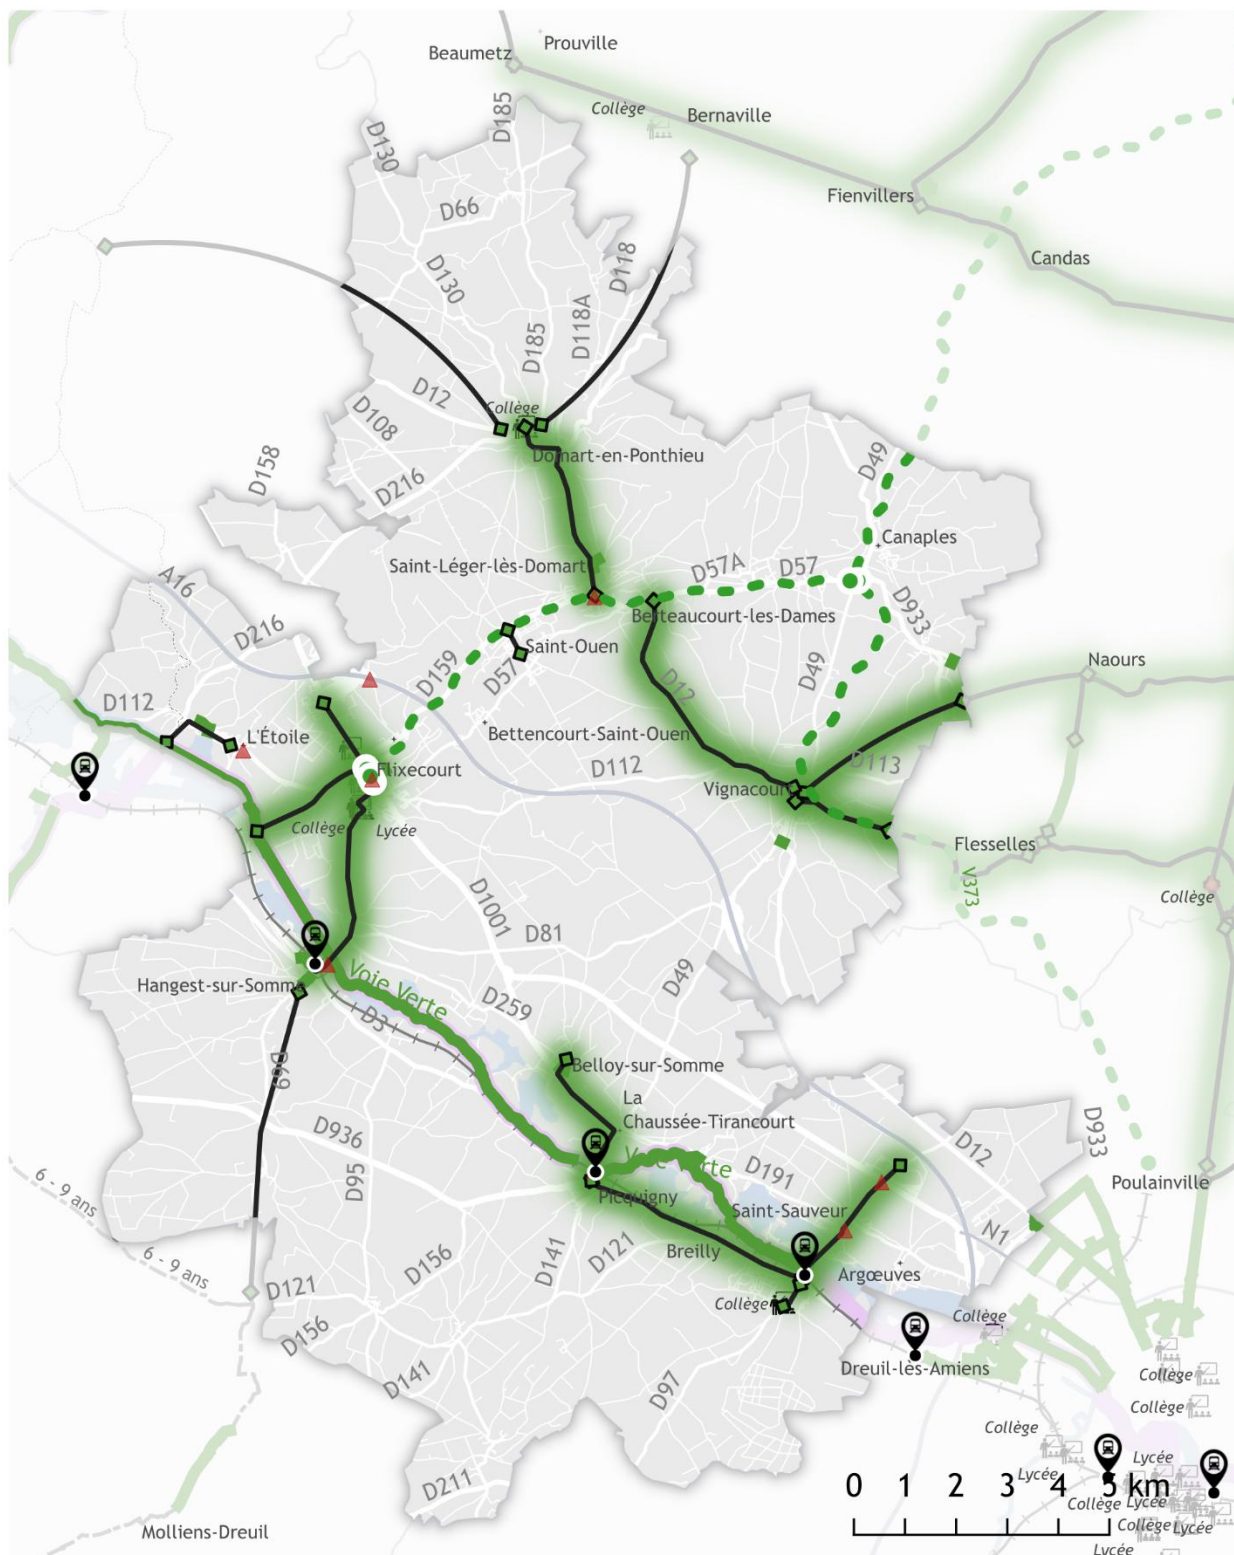 Prouville
Beaumetz
D185
Collège
Bernaville
D130
Fienvillers
D66
Candas
D118
D130
D185
D118A
D12
Collège
D108
Domart-en-Ponthieu
D49
D158
D216
Canaples
Saint-Léger-lès-Domart
D57A
D57
A16
D933
Berteaucourt-les-Dames
D216
Saint-Ouen
D159
D57
D49
Naours
D112
D12
L'Étoile
Bettencourt-Saint-Ouen
D112
D113
Flixecourt
Vignacourt
Collège
Lycée
Flesselles
V373
Collège
D1001
D81
D49
Voie Verte
Hangest-sur-Somme
D259
D3
D69
Belloy-sur-Somme
La
Chaussée-Tirancourt
D936
D95
Voie Verte
D191
D12
D933
Poulainville
6 - 9 ans
Picquigny
Saint-Sauveur
N1
Breilly
D141
D121
6 - 9 ans
D156
Argœuves
D121
Collège
Collège
D156
D141
Dreuil-lès-Amiens
D97
Collège
Collège
Collège
Lycée
Lycée
D211
0 1 2 3 4 5 km
Collège
Lycée
Molliens-Dreuil
Collège
Lycée
Lycée